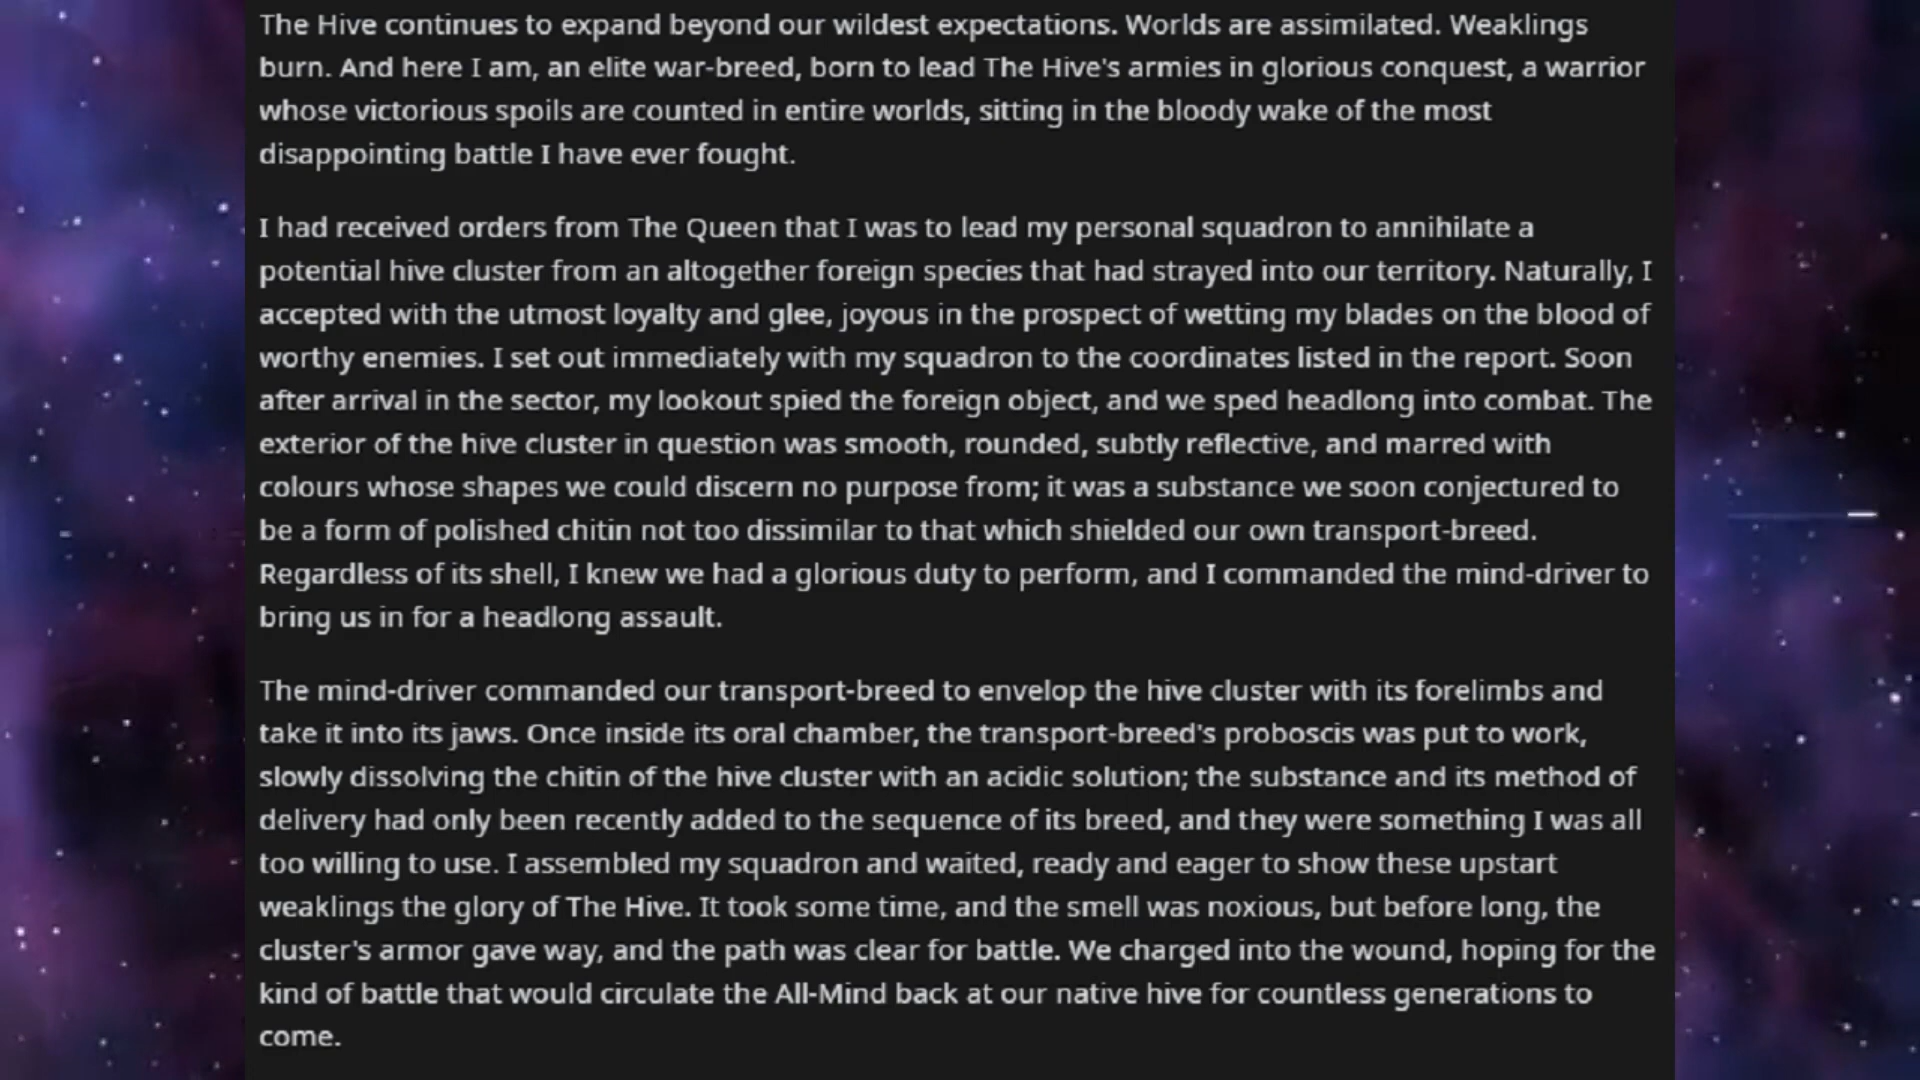 The Hive continues to expand beyond our wildest expectations. Worlds are assimilated. Weaklings
burn. And here I am, an elite war-breed, born to lead The Hive's armies in glorious conquest, a warrior
whose victorious spoils are counted in entire worlds, sitting in the bloody wake of the most
disappointing battle I have ever fought.
I had received orders from The Queen that I was to lead my personal squadron to annihilate a
potential hive cluster from an altogether foreign species that had strayed into our territory. Naturally, I
accepted with the utmost loyalty and glee, joyous in the prospect of wetting my blades on the blood of
worthy enemies. I set out immediately with my squadron to the coordinates listed in the report. Soon
after arrival in the sector, my lookout spied the foreign object, and we sped headlong into combat. The
exterior of the hive cluster in question was smooth, rounded, subtly reflective, and marred with
colours whose shapes we could discern no purpose from; it was a substance we soon conjectured to
be a form of polished chitin not too dissimilar to that which shielded our own transport-breed.
Regardless of its shell, I knew we had a glorious duty to perform, and I commanded the mind-driver to
bring us in for a headlong assault.
The mind-driver commanded our transport-breed to envelop the hive cluster with its forelimbs and
take it into its jaws. Once inside its oral chamber, the transport-breed's proboscis was put to work,
slowly dissolving the chitin of the hive cluster with an acidic solution; the substance and its method of
delivery had only been recently added to the sequence of its breed, and they were something I was all
too willing to use. I assembled my squadron and waited, ready and eager to show these upstart
weaklings the glory of The Hive. It took some time, and the smell was noxious, but before long, the
cluster's armor gave way, and the path was clear for battle. We charged into the wound, hoping for the
kind of battle that would circulate the All-Mind back at our native hive for countless generations to
come.